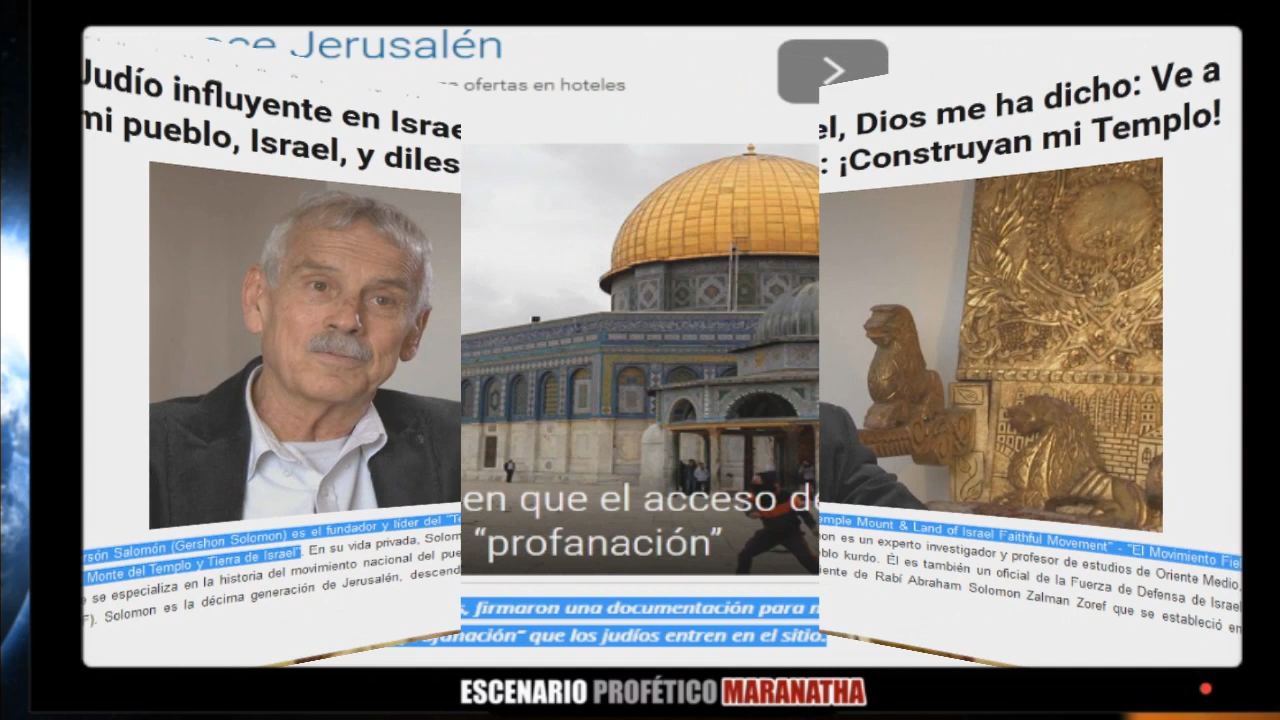 Jerusalén
ofertas en hoteles
Judío influyente en Israe
mi pueblo, Israel, y diles
el, Dios me ha dicho: Ve a
: ¡Construyan mi Templo!
en que el acceso de
“profanación”
rsón Salomón (Gershon Solomon) es el fundador y líder del "Te
Monte del Templo y Tierra de Israel". En su vida privada, Solom
se especializa en la historia del movimiento nacional del pue
F). Solomon es la décima generación de Jerusalén, descend
, firmaron una documentación para
que los judíos entren en el sitio.
emple Mount & Land of Israel Faithful Movement" - "El Movimiento Fie
on es un experto investigador y profesor de estudios de Oriente Medio,
blo kurdo. Él es también un oficial de la Fuerza de Defensa de Israel
iente de Rabí Abraham Solomon Zalman Zoref que se estableció en
ESCENARIO PROFÉTICO MARANATHA